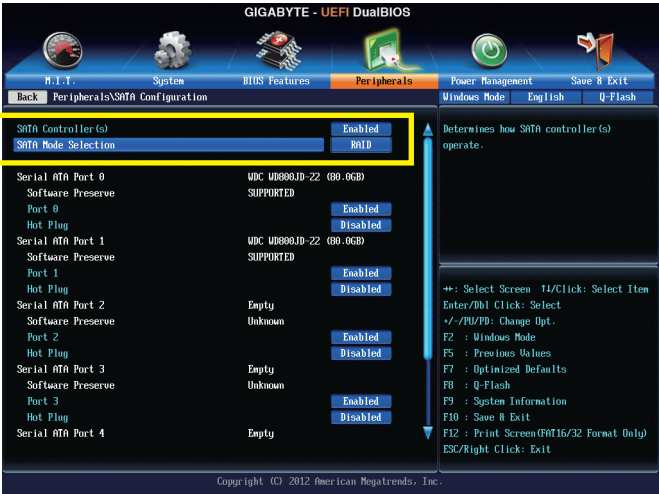 GIGABYTE - UEFI DualBIOS
M.I.T. System BIOS Features Peripherals Power Management Save & Exit
Back Peripherals\SATA Configuration Windows Mode English Q-Flash
SATA Controller(s) Enabled
SATA Mode Selection RAID
Serial ATA Port 0 WDC WD800JD-22 (80.0GB)
Software Preserve SUPPORTED
Port 0 Enabled
Hot Plug Disabled
Serial ATA Port 1 WDC WD800JD-22 (80.0GB)
Software Preserve SUPPORTED
Port 1 Enabled
Hot Plug Disabled
Serial ATA Port 2 Empty
Software Preserve Unknown
Port 2 Enabled
Hot Plug Disabled
Serial ATA Port 3 Empty
Software Preserve Unknown
Port 3 Enabled
Hot Plug Disabled
Serial ATA Port 4 Empty
Determines how SATA controller(s)
operate.
↔: Select Screen ↑↓/Click: Select Item
Enter/Dbl Click: Select
+/-/PU/PD: Change Opt.
F2 : Windows Mode
F5 : Previous Values
F7 : Optimized Defaults
F8 : Q-Flash
F9 : System Information
F10 : Save & Exit
F12 : Print Screen(FAT16/32 Format Only)
ESC/Right Click: Exit
Copyright (C) 2012 American Megatrends, Inc.